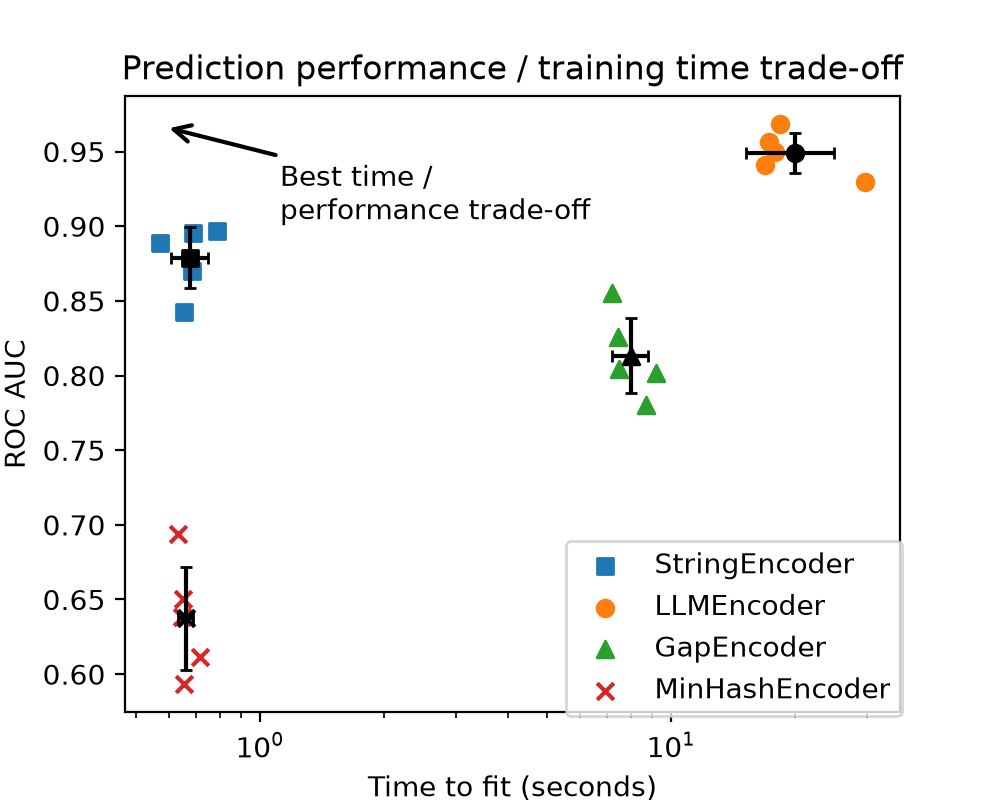 Prediction performance / training time trade-off
Best time /
performance trade-off
ROC AUC
0.95
0.90
0.85
0.80
0.75
0.70
0.65
0.60
StringEncoder
LLMEncoder
GapEncoder
MinHashEncoder
10⁰
10¹
Time to fit (seconds)